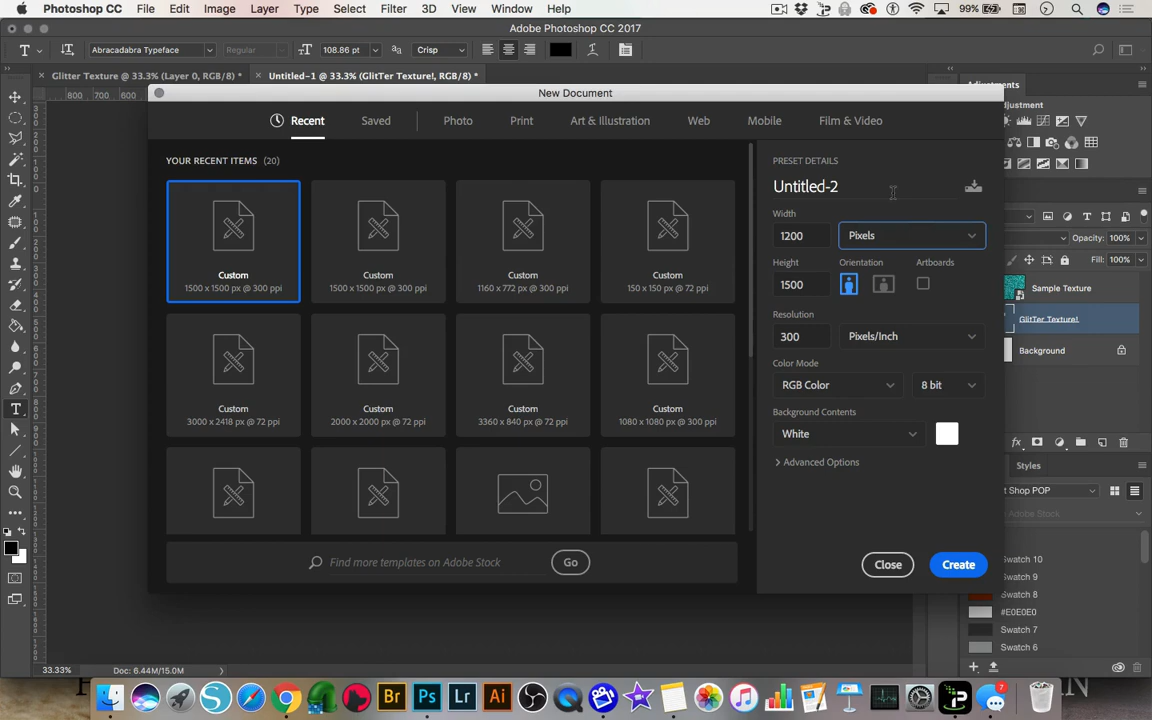 Photoshop CC File Edit Image Layer Type Select Filter 3D View Window Help 99%
Adobe Photoshop CC 2017
T Abracadabra Typeface Regular 108.86 pt Crisp
Glitter Texture @ 33.3% (Layer 0, RGB/8) * Untitled-1 @ 33.3% (GlitTer Texture!, RGB/8) *
800 700 600
New Document
Recent Saved Photo Print Art & Illustration Web Mobile Film & Video
YOUR RECENT ITEMS (20)
Custom
1500 x 1500 px @ 300 ppi
Custom
1500 x 1500 px @ 300 ppi
Custom
1160 x 772 px @ 300 ppi
Custom
150 x 150 px @ 72 ppi
Custom
3000 x 2418 px @ 72 ppi
Custom
2000 x 2000 px @ 72 ppi
Custom
3360 x 840 px @ 72 ppi
Custom
1080 x 1080 px @ 300 ppi
Find more templates on Adobe Stock Go
PRESET DETAILS
Untitled-2
Width
1200 Pixels
Height Orientation Artboards
1500
Resolution
300 Pixels/Inch
Color Mode
RGB Color 8 bit
Background Contents
White
Advanced Options
Close Create
Adjustments
djustment
Opacity: 100%
Fill: 100%
Sample Texture
GlitTer Texture!
Background
fx
Styles
t Shop POP
Adobe Stock
Swatch 10
Swatch 9
Swatch 8
#E0E0E0
Swatch 7
Swatch 6
33.33% Doc: 6.44M/15.0M
Br Ps Lr Ai 7